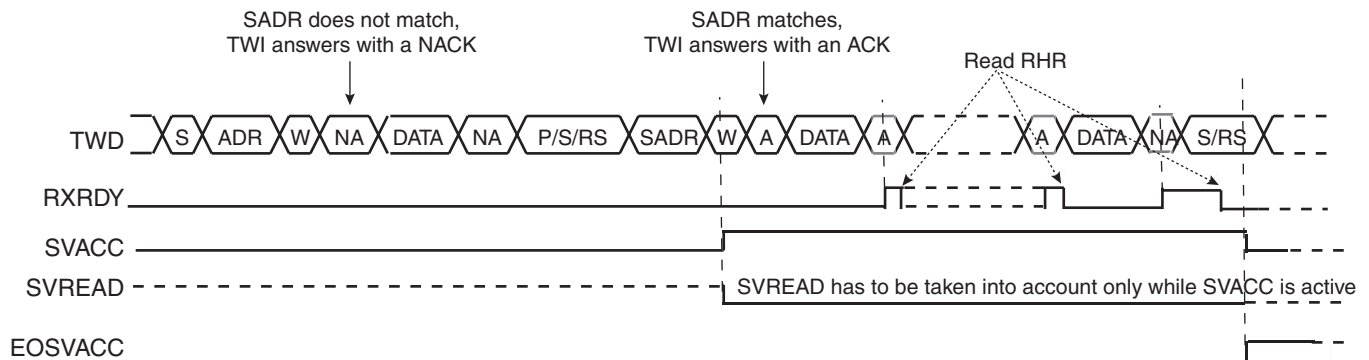 SADR does not match,
TWI answers with a NACK
SADR matches,
TWI answers with an ACK
Read RHR
TWD S ADR W NA DATA NA P/S/RS SADR W A DATA A A DATA NA S/RS
RXRDY
SVACC
SVREAD SVREAD has to be taken into account only while SVACC is active
EOSVACC